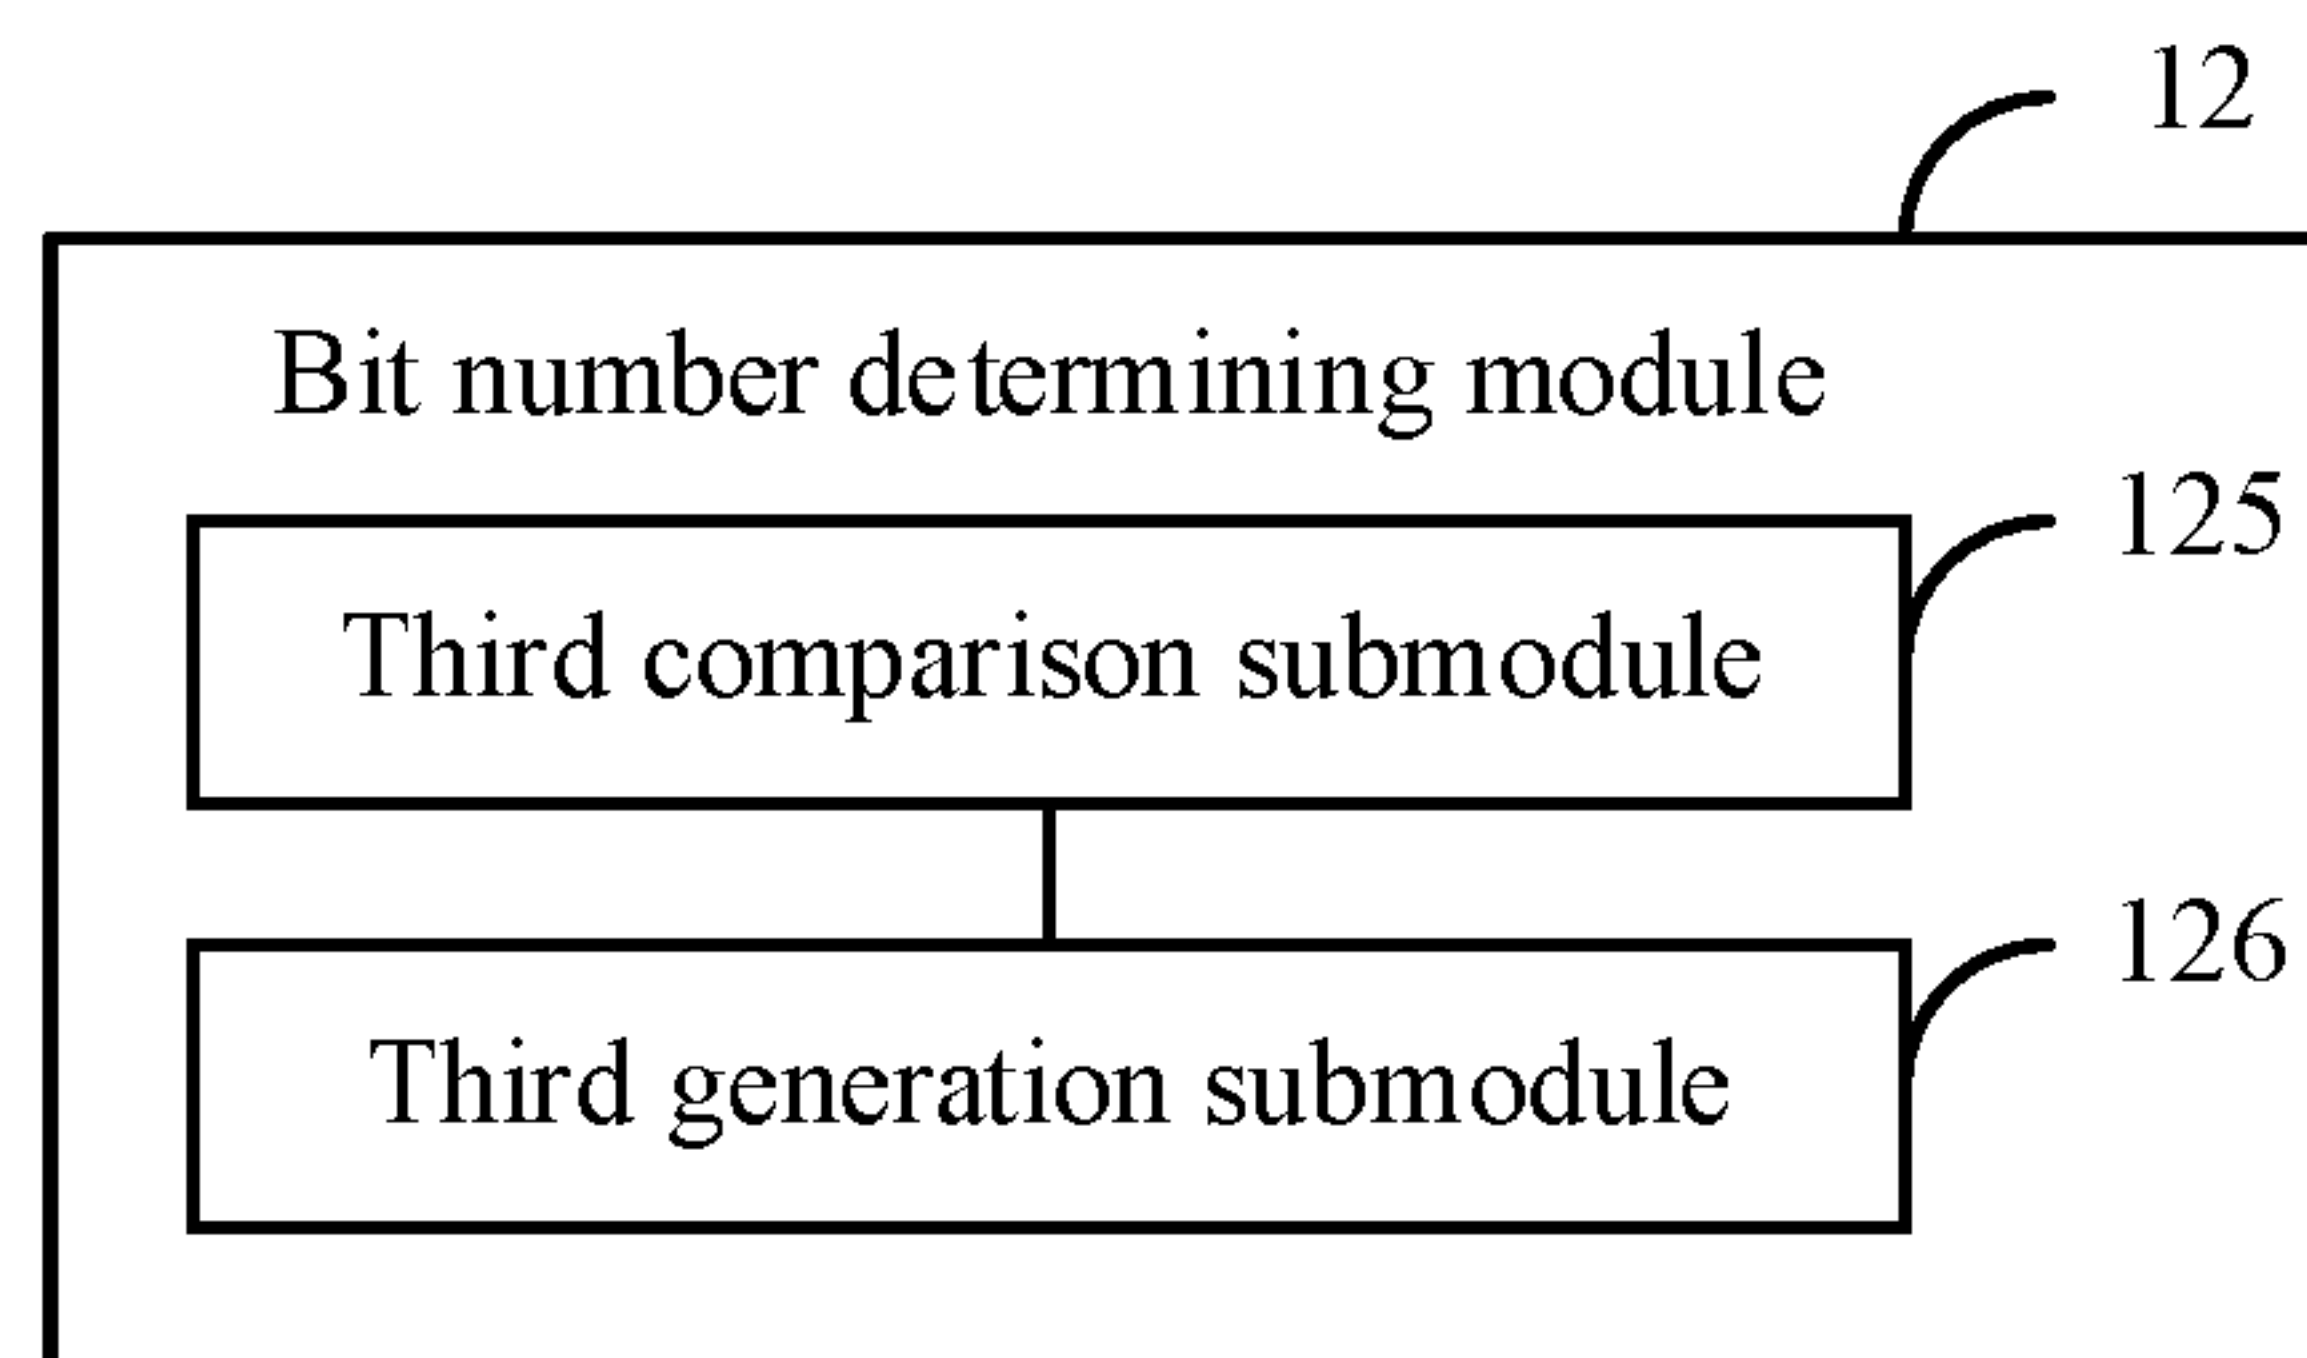 12
Bit number determining module
125
Third comparison submodule
126
Third generation submodule